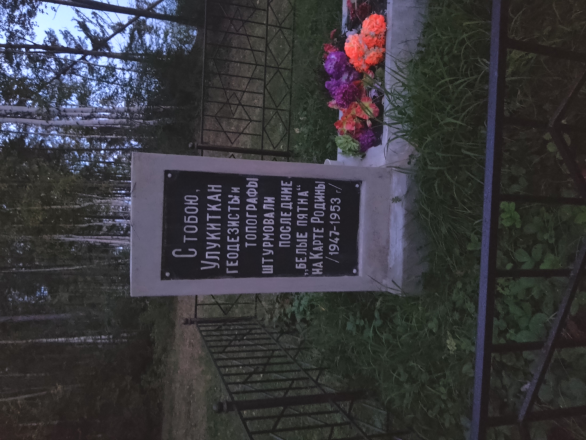 С тобою,
Улукиткан
геодезисты и
топографы
штурмовали
последние
„белые пятна"
на Карте Родины
/1947-1953 г/